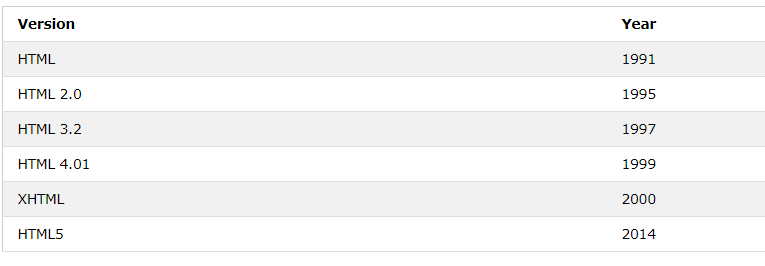 Version Year
HTML 1991
HTML 2.0 1995
HTML 3.2 1997
HTML 4.01 1999
XHTML 2000
HTML5 2014